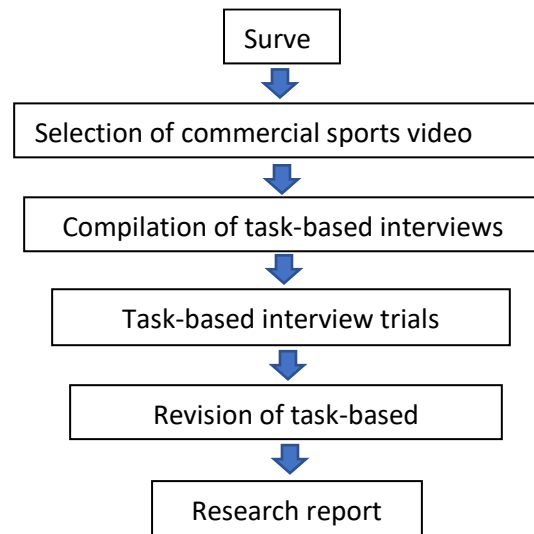 Surve
Selection of commercial sports video
Compilation of task-based interviews
Task-based interview trials
Revision of task-based
Research report